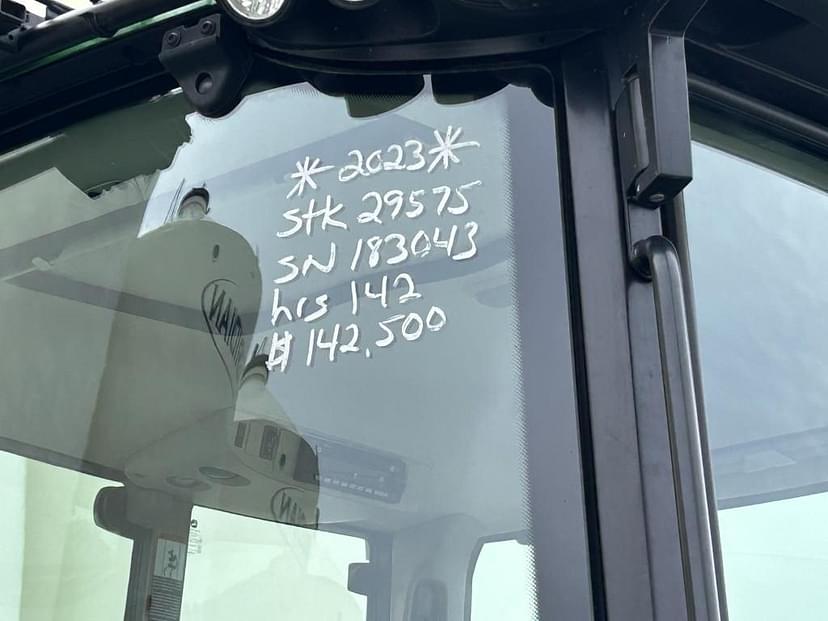 *2023*
Stk 29575
SN 183043
hrs 142
$142,500